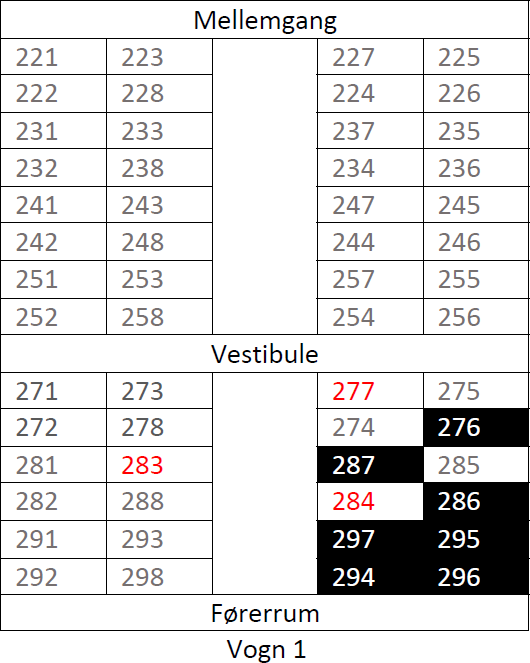 Mellemgang
221 223 227 225
222 228 224 226
231 233 237 235
232 238 234 236
241 243 247 245
242 248 244 246
251 253 257 255
252 258 254 256
Vestibule
271 273 277 275
272 278 274 276
281 283 287 285
282 288 284 286
291 293 297 295
292 298 294 296
Førerrum
Vogn 1